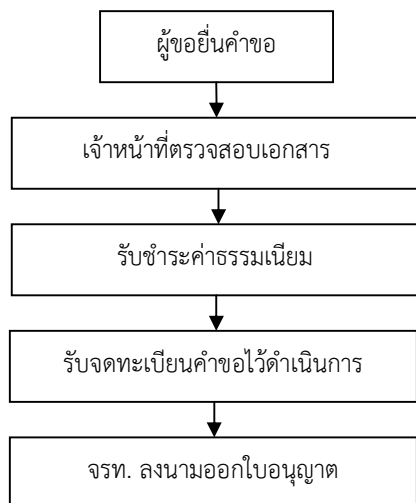 ผู้ขอยื่นคำขอ
เจ้าหน้าที่ตรวจสอบเอกสาร
รับชำระค่าธรรมเนียม
รับจดทะเบียนคำขอไว้ดำเนินการ
จรท. ลงนามออกใบอนุญาต